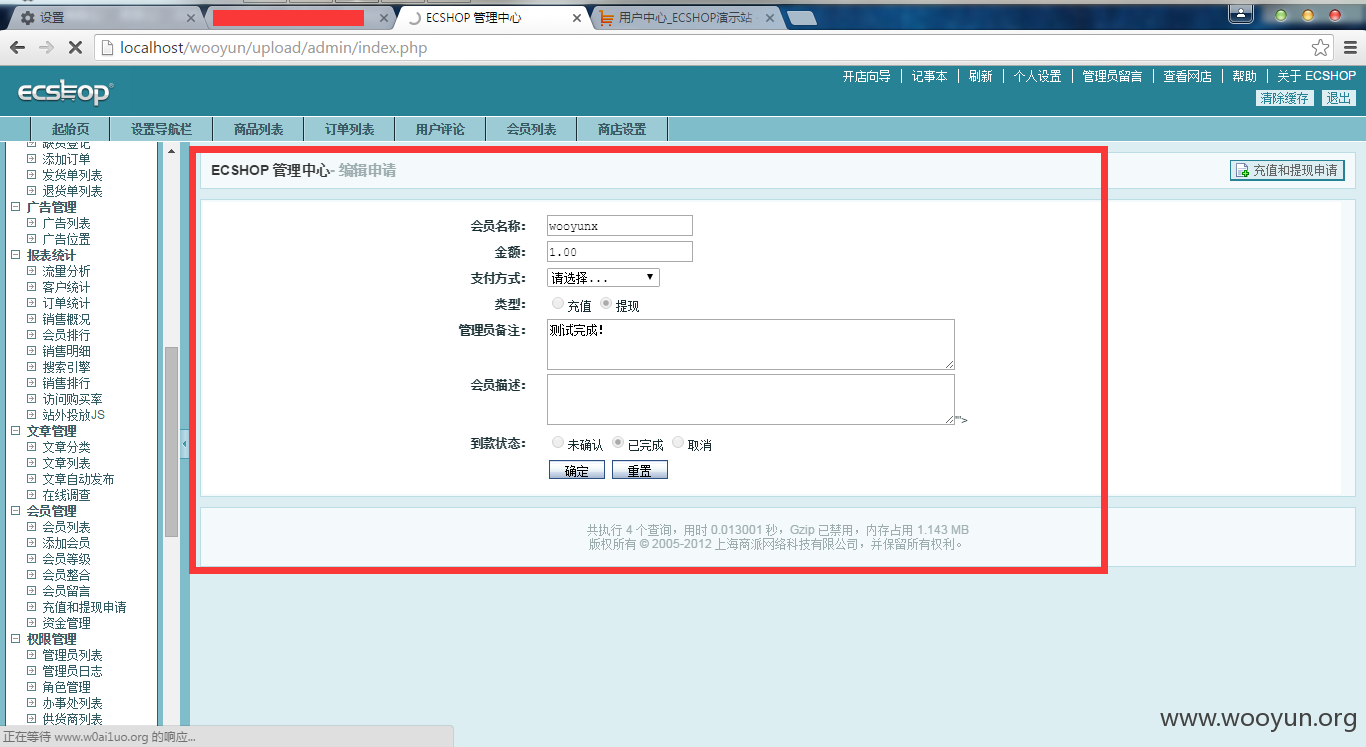 设置
ECSHOP 管理中心
用户中心_ECSHOP演示站
localhost/wooyun/upload/admin/index.php
ecshop
开店向导 记事本 刷新 个人设置 管理员留言 查看网店 帮助 关于 ECSHOP
清除缓存 退出
起始页 设置导航栏 商品列表 订单列表 用户评论 会员列表 商店设置
缺货登记
添加订单
发货单列表
退货单列表
广告管理
广告列表
广告位置
报表统计
流量分析
客户统计
订单统计
销售概况
会员排行
销售明细
搜索引擎
销售排行
访问购买率
站外投放JS
文章管理
文章分类
文章列表
文章自动发布
在线调查
会员管理
会员列表
添加会员
会员等级
会员整合
会员留言
充值和提现申请
资金管理
权限管理
管理员列表
管理员日志
角色管理
办事处列表
供货商列表
ECSHOP 管理中心 - 编辑申请
充值和提现申请
会员名称： wooyunx
金额： 1.00
支付方式： 请选择...
类型： 充值 提现
管理员备注： 测试完成！
会员描述：
"">
到款状态： 未确认 已完成 取消
确定 重置
共执行 4 个查询，用时 0.013001 秒，Gzip 已禁用，内存占用 1.143 MB
版权所有 © 2005-2012 上海商派网络科技有限公司，并保留所有权利。
正在等待 www.w0ai1uo.org 的响应...
www.wooyun.org